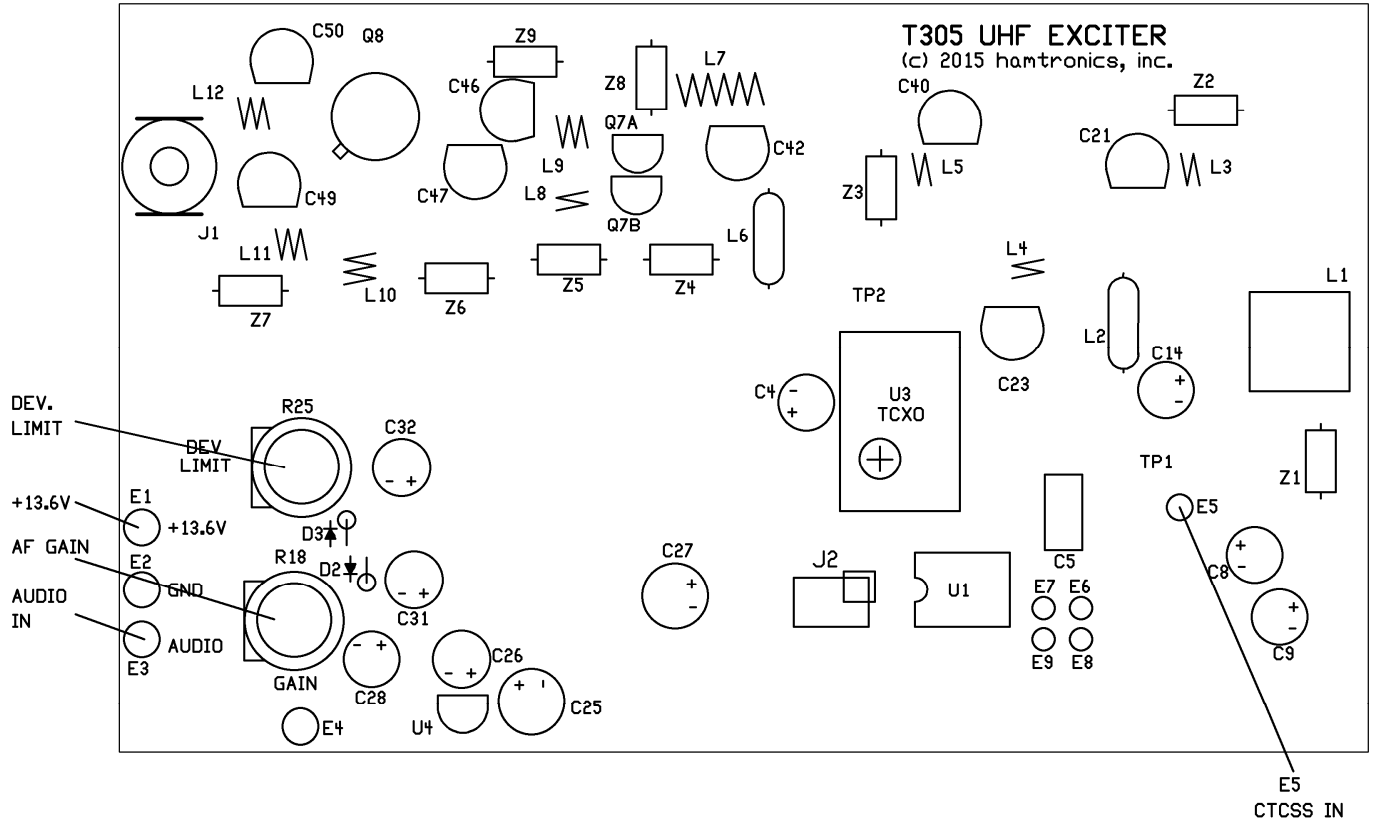 T305 UHF EXCITER
(c) 2015 hamtronics, inc.
C50
Q8
Z9
L7
Z8
C46
L12
C40
Z2
Q7A
C21
C42
L9
L5
L3
C47
L8
Z3
C49
Q7B
J1
L6
L11
L4
L10
Z6
Z5
Z4
Z7
TP2
L1
L2
C14
C23
C4
- +
U3
TCXO
+ -
DEV.
LIMIT
R25
DEV
LIMIT
C32
- +
TP1
Z1
+13.6V
E1
+13.6V
E5
D3
AF GAIN
E2
GND
R18
D2
C27
+ -
J2
C5
C8
+ -
U1
E7 E6
AUDIO
IN
- +
C31
AUDIO
E3
E9 E8
C9
+ -
GAIN
- +
C28
C26
- +
C25
+ -
U4
E4
E5
CTCSS IN